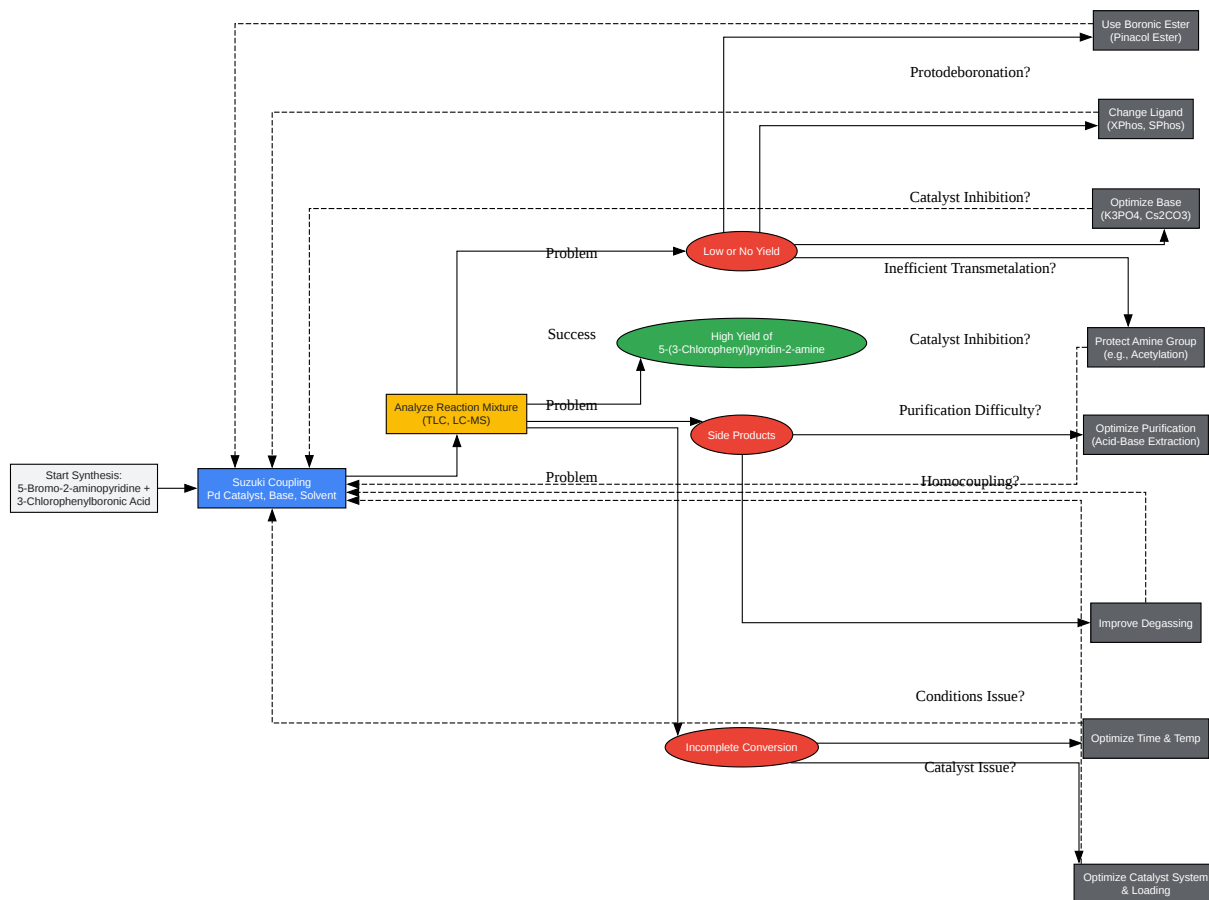 Use Boronic Ester
(Pinacol Ester)
Protodeboronation?
Change Ligand
(XPhos, SPhos)
Catalyst Inhibition?
Optimize Base
(K3PO4, Cs2CO3)
Problem
Low or No Yield
Inefficient Transmetalation?
Success
High Yield of
5-(3-Chlorophenyl)pyridin-2-amine
Catalyst Inhibition?
Protect Amine Group
(e.g., Acetylation)
Analyze Reaction Mixture
(TLC, LC-MS)
Problem
Purification Difficulty?
Side Products
Optimize Purification
(Acid-Base Extraction)
Start Synthesis:
5-Bromo-2-aminopyridine +
3-Chlorophenylboronic Acid
Suzuki Coupling
Pd Catalyst, Base, Solvent
Problem
Homocoupling?
Improve Degassing
Conditions Issue?
Incomplete Conversion
Optimize Time & Temp
Catalyst Issue?
Optimize Catalyst System
& Loading